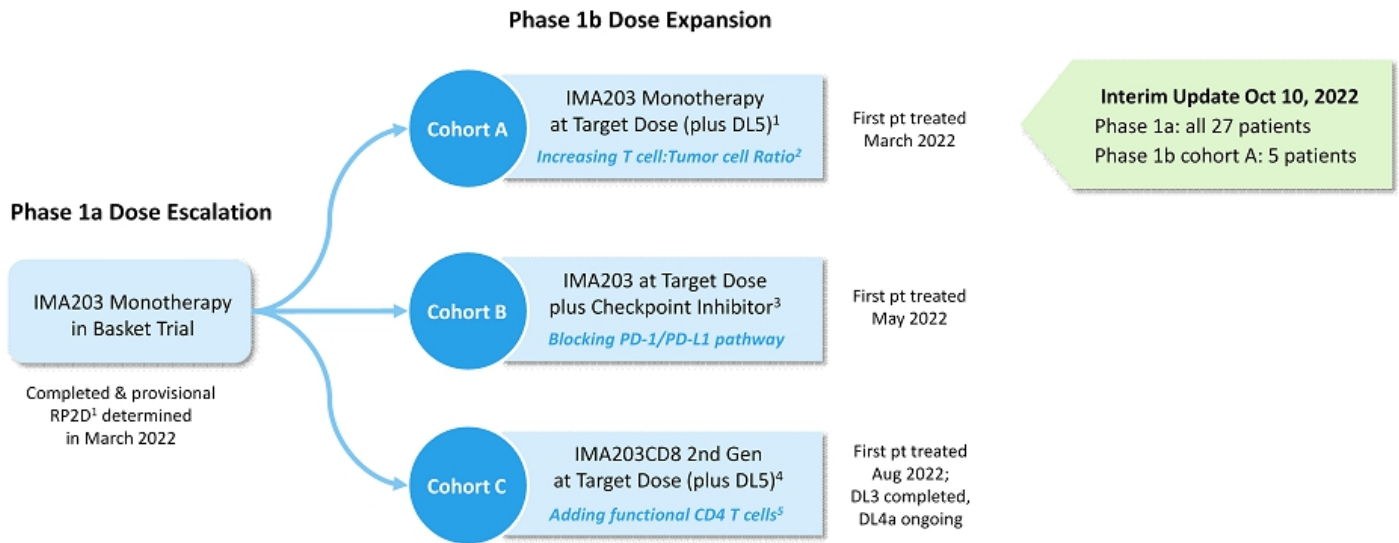 Phase 1b Dose Expansion
Phase 1a Dose Escalation
IMA203 Monotherapy
in Basket Trial
Completed & provisional
RP2D¹ determined
in March 2022
Cohort A
IMA203 Monotherapy
at Target Dose (plus DL5)¹
Increasing T cell:Tumor cell Ratio²
First pt treated
March 2022
Interim Update Oct 10, 2022
Phase 1a: all 27 patients
Phase 1b cohort A: 5 patients
Cohort B
IMA203 at Target Dose
plus Checkpoint Inhibitor³
Blocking PD-1/PD-L1 pathway
First pt treated
May 2022
Cohort C
IMA203CD8 2nd Gen
at Target Dose (plus DL5)⁴
Adding functional CD4 T cells⁵
First pt treated
Aug 2022;
DL3 completed,
DL4a ongoing